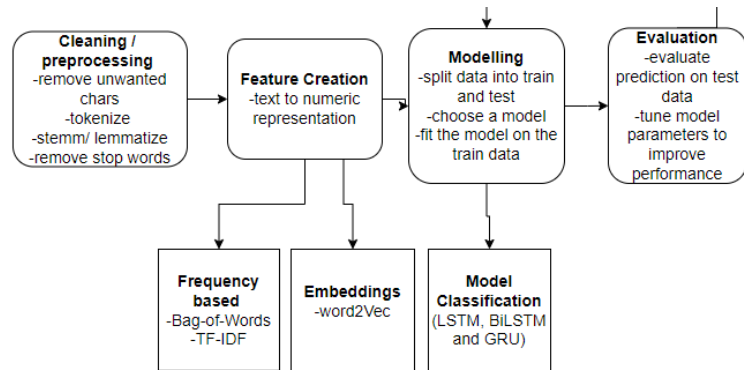 Cleaning /
preprocessing
-remove unwanted
chars
-tokenize
-stemm/ lemmatize
-remove stop words
Feature Creation
-text to numeric
representation
Modelling
-split data into train
and test
-choose a model
-fit the model on the
train data
Evaluation
-evaluate
prediction on test
data
-tune model
parameters to
improve
performance
Frequency
based
-Bag-of-Words
-TF-IDF
Embeddings
-word2Vec
Model
Classification
(LSTM, BiLSTM
and GRU)